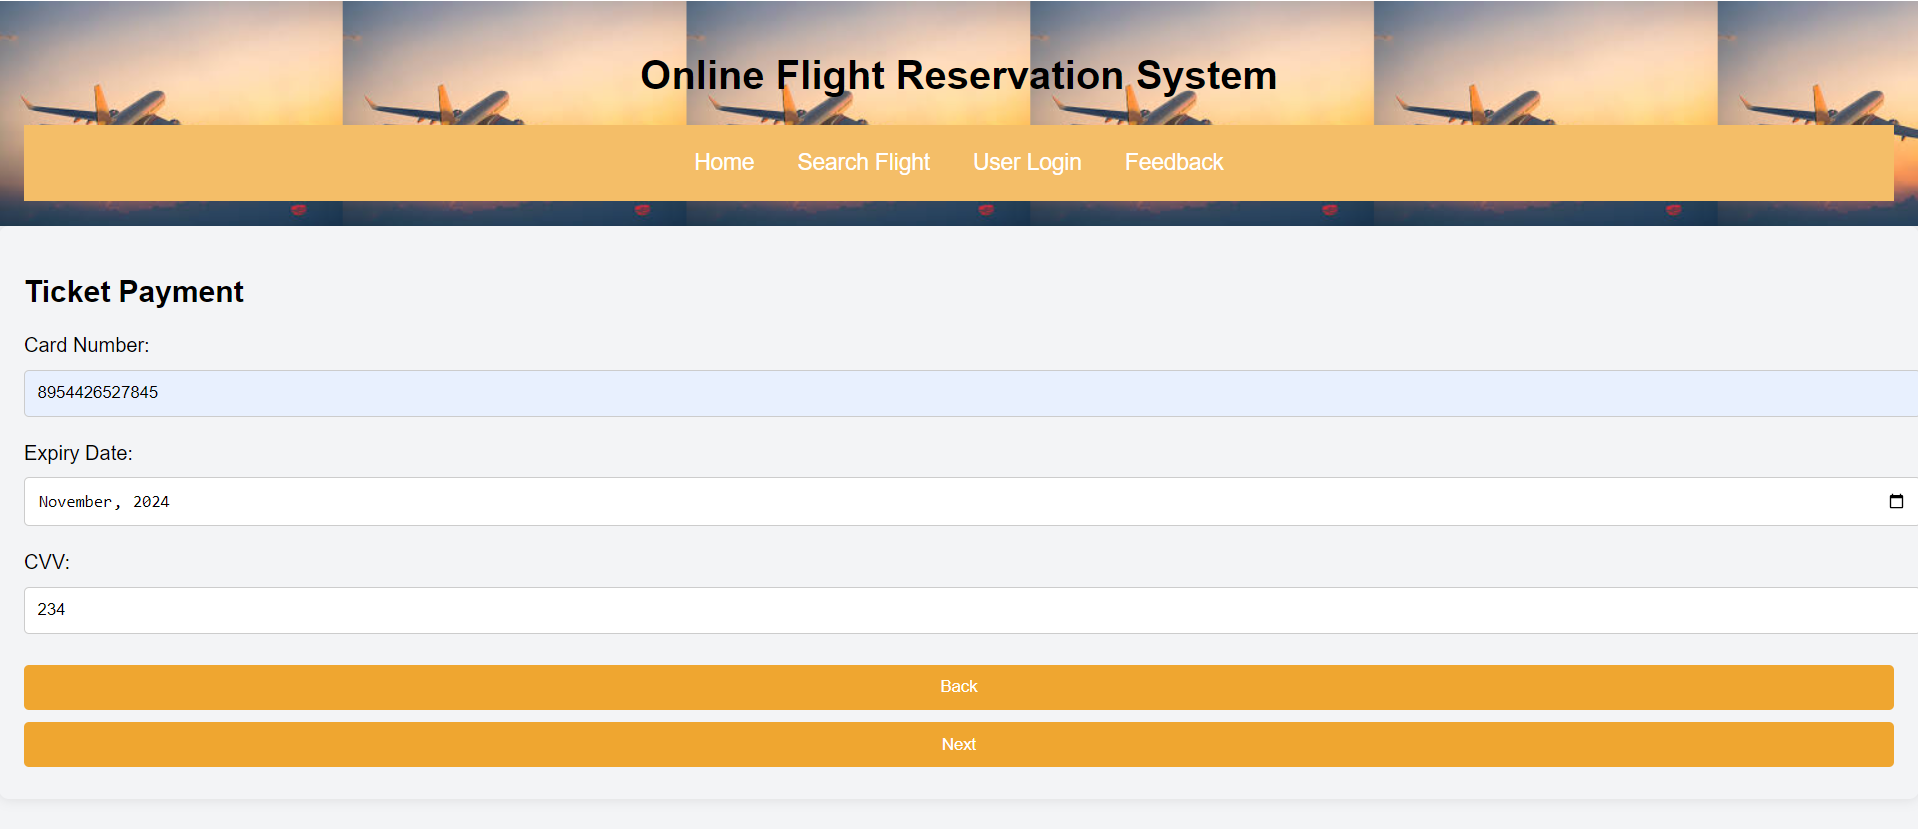 Online Flight Reservation System
Home Search Flight User Login Feedback
Ticket Payment
Card Number:
8954426527845
Expiry Date:
November, 2024
CVV:
234
Back
Next